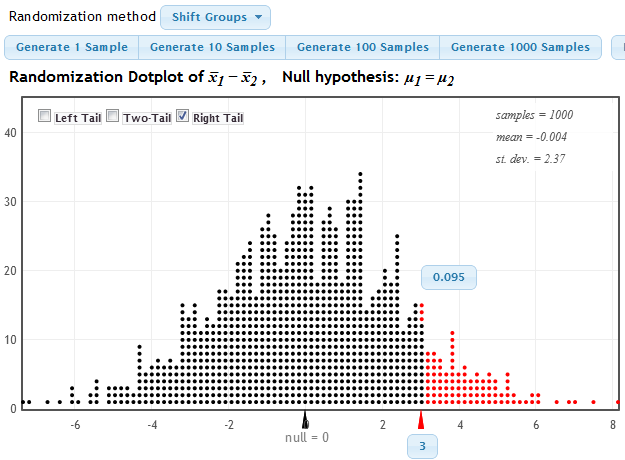 Randomization method Shift Groups
Generate 1 Sample Generate 10 Samples Generate 100 Samples Generate 1000 Samples
Randomization Dotplot of x̄₁ − x̄₂ , Null hypothesis: μ₁ = μ₂
Left Tail Two-Tail Right Tail
samples = 1000
mean = -0.004
st. dev. = 2.37
40
30
20
0.095
10
0
-6 -4 -2 0 2 4 6 8
null = 0
3